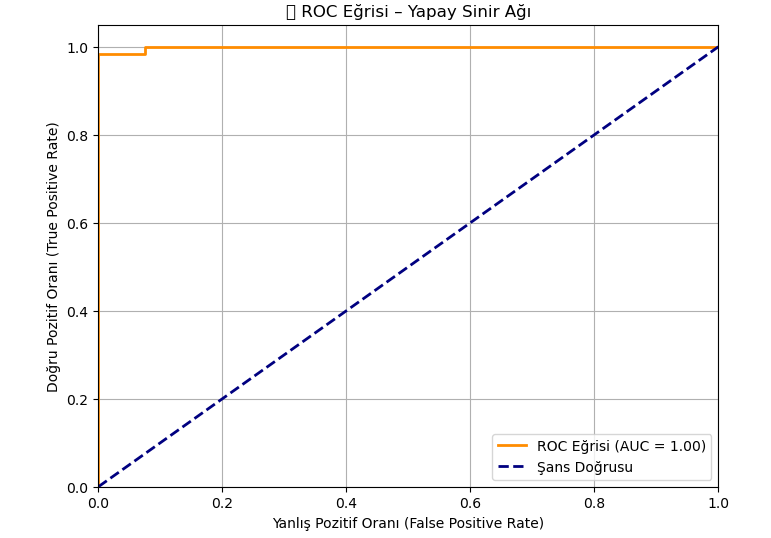 ROC Eğrisi – Yapay Sinir Ağı
Doğru Pozitif Oranı (True Positive Rate)
1.0
0.8
0.6
0.4
0.2
0.0
ROC Eğrisi (AUC = 1.00)
Şans Doğrusu
0.0 0.2 0.4 0.6 0.8 1.0
Yanlış Pozitif Oranı (False Positive Rate)